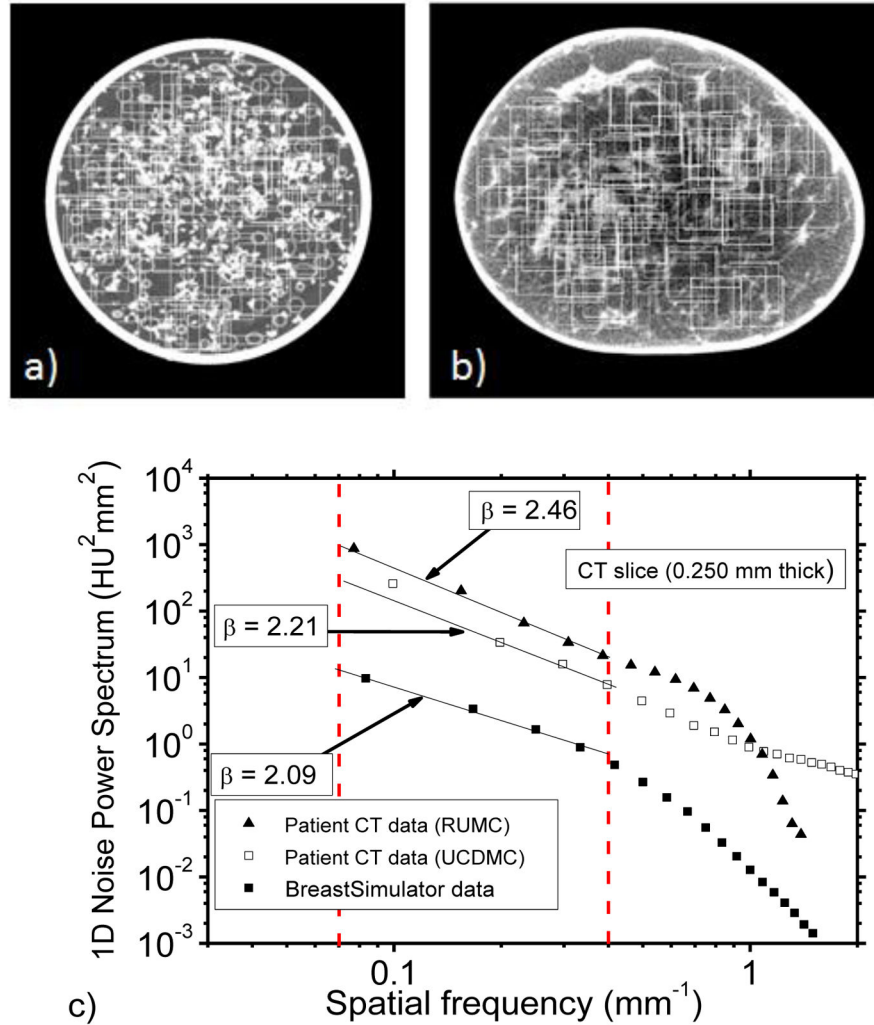 a)
b)
1D Noise Power Spectrum (HU²mm²)
10⁴
10³
10²
10¹
10⁰
10⁻¹
10⁻²
10⁻³
β = 2.46
CT slice (0.250 mm thick)
β = 2.21
β = 2.09
Patient CT data (RUMC)
Patient CT data (UCDMC)
BreastSimulator data
0.1
1
c)
Spatial frequency (mm⁻¹)